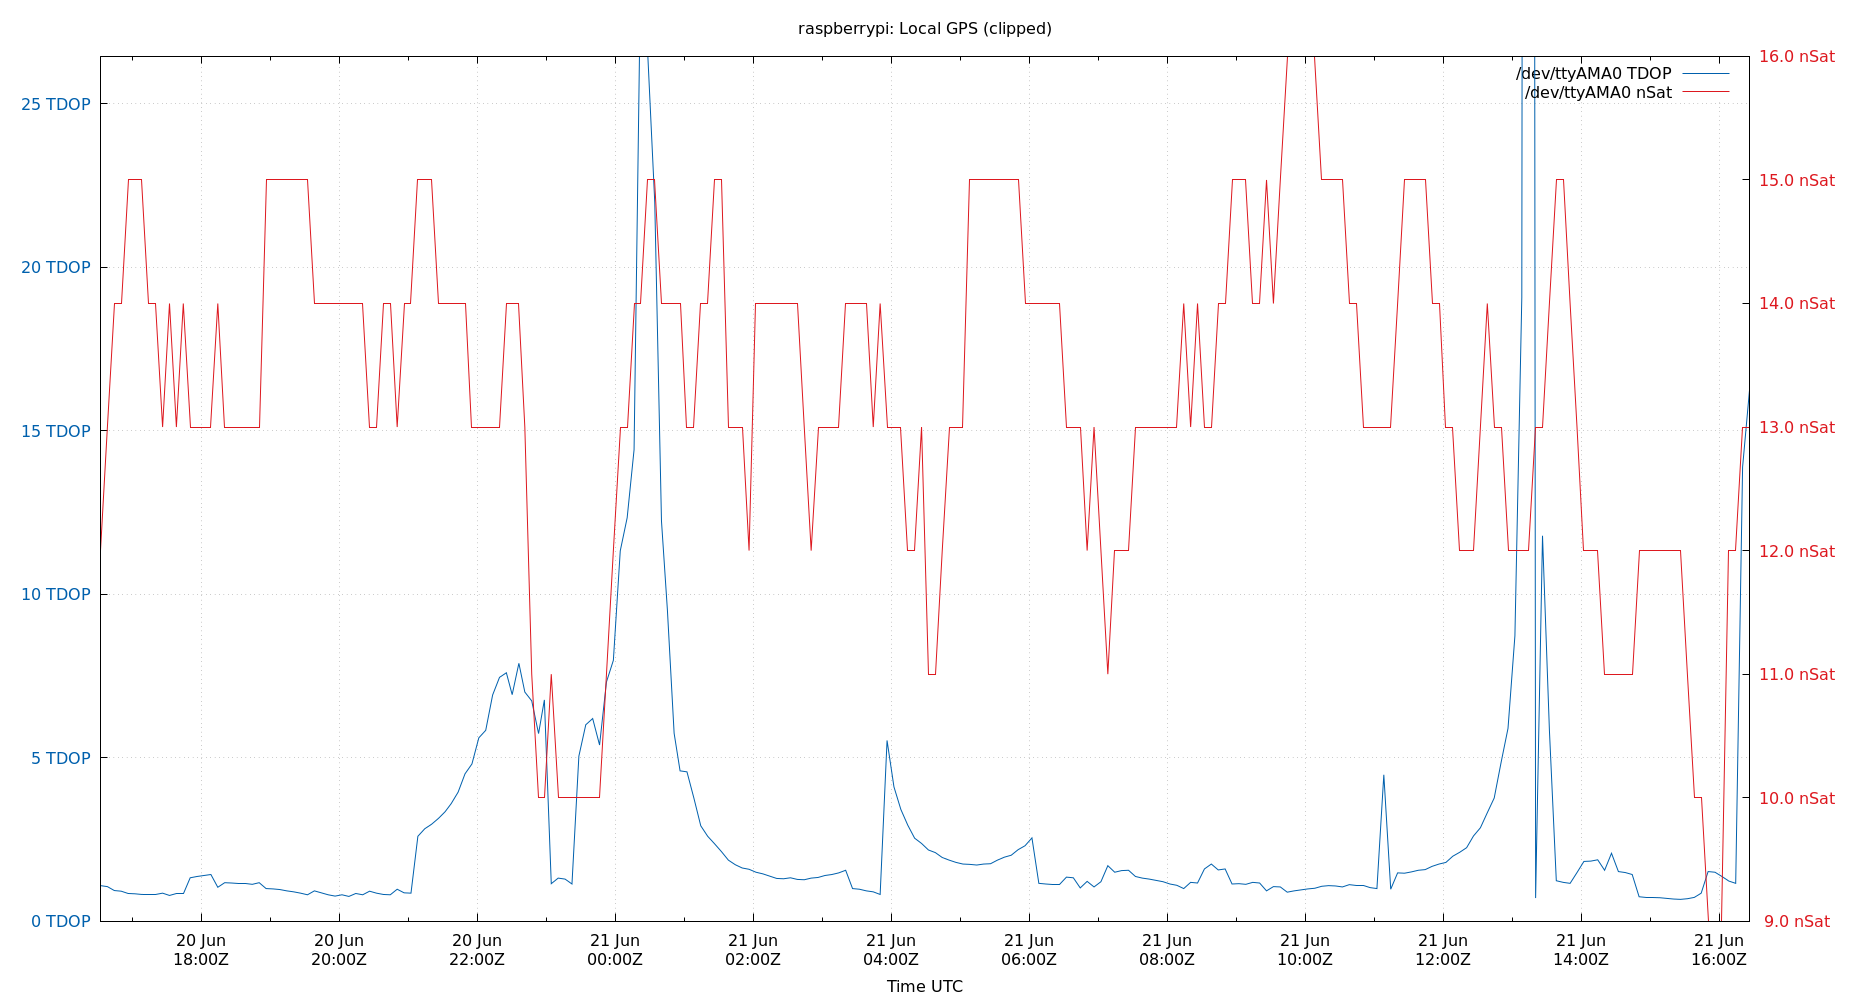 raspberrypi: Local GPS (clipped)
16.0 nSat
/dev/ttyAMA0 TDOP
/dev/ttyAMA0 nSat
25 TDOP
15.0 nSat
20 TDOP
14.0 nSat
15 TDOP
13.0 nSat
12.0 nSat
10 TDOP
11.0 nSat
5 TDOP
10.0 nSat
0 TDOP
9.0 nSat
20 Jun 20 Jun 20 Jun 21 Jun 21 Jun 21 Jun 21 Jun 21 Jun 21 Jun 21 Jun 21 Jun 21 Jun
18:00Z 20:00Z 22:00Z 00:00Z 02:00Z 04:00Z 06:00Z 08:00Z 10:00Z 12:00Z 14:00Z 16:00Z
Time UTC